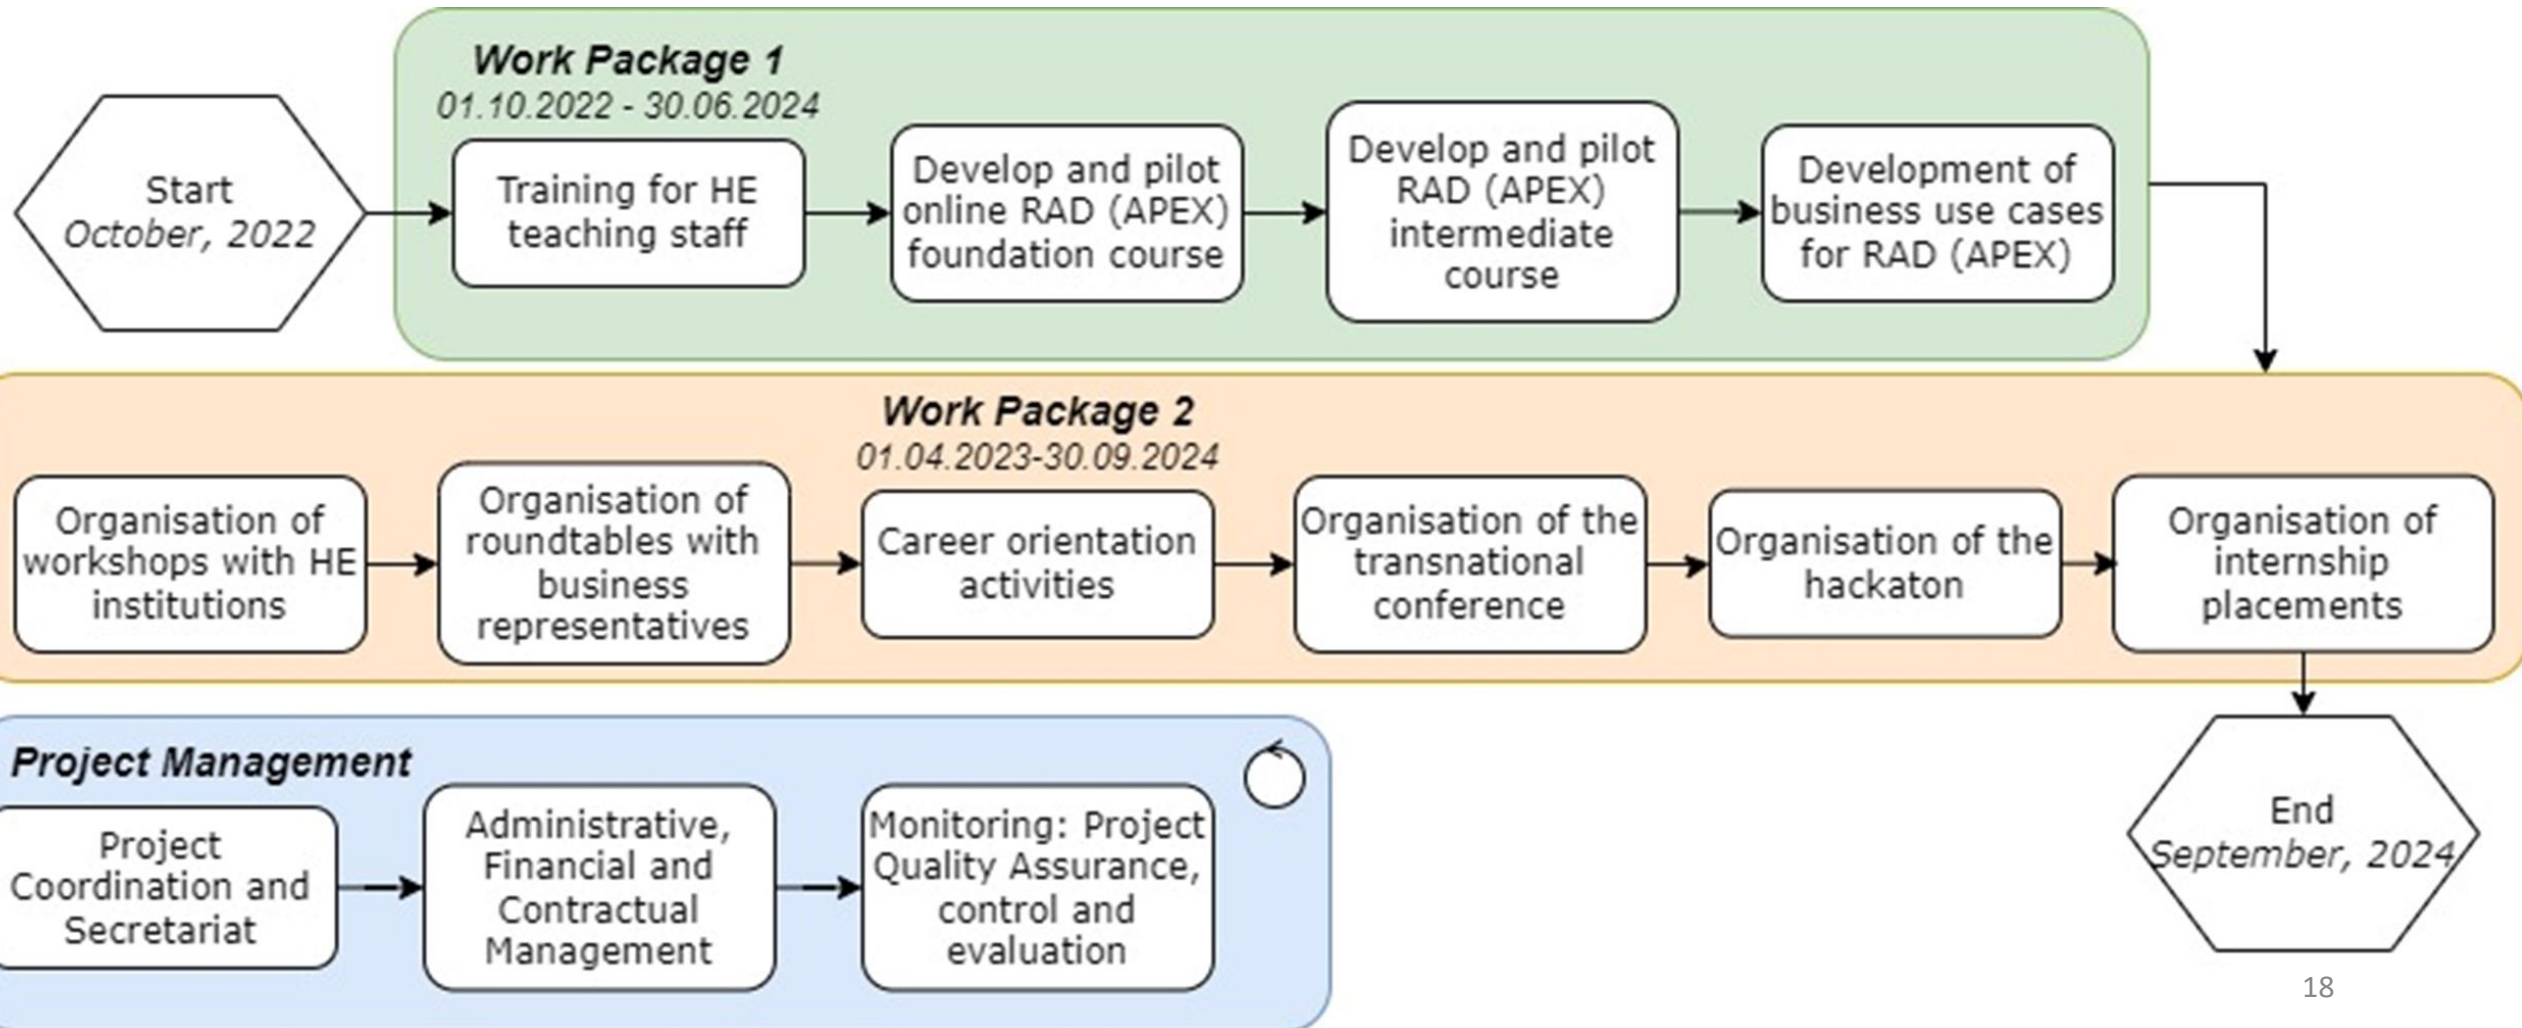 Work Package 1
01.10.2022 - 30.06.2024
Start
October, 2022
Training for HE
teaching staff
Develop and pilot
online RAD (APEX)
foundation course
Develop and pilot
RAD (APEX)
intermediate
course
Development of
business use cases
for RAD (APEX)
Work Package 2
01.04.2023-30.09.2024
Organisation of
workshops with HE
institutions
Organisation of
roundtables with
business
representatives
Career orientation
activities
Organisation of the
transnational
conference
Organisation of the
hackaton
Organisation of
internship
placements
Project Management
Project
Coordination and
Secretariat
Administrative,
Financial and
Contractual
Management
Monitoring: Project
Quality Assurance,
control and
evaluation
End
September, 2024
18